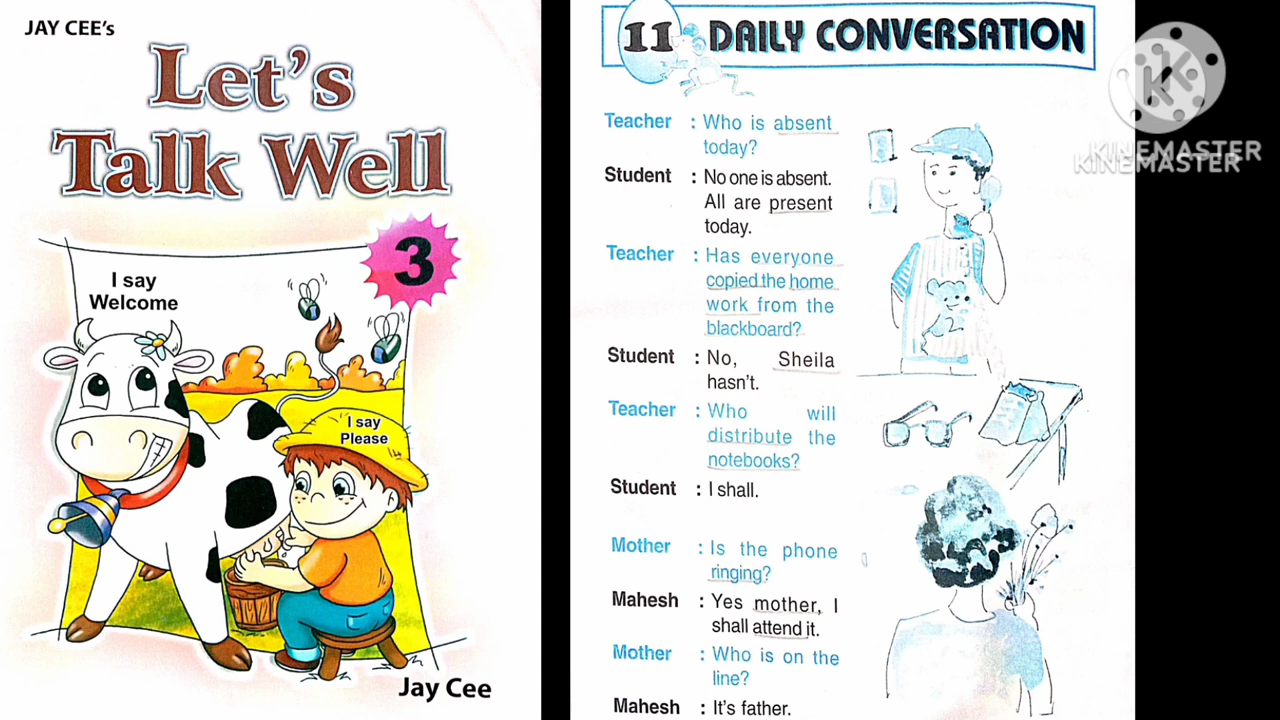 JAY CEE's
Let's
Talk Well
3
I say
Welcome
I say
Please
Jay Cee
11 DAILY CONVERSATION
Teacher : Who is absent
today?
Student : No one is absent.
All are present
today.
Teacher : Has everyone
copied the home
work from the
blackboard?
Student : No, Sheila
hasn't.
Teacher : Who will
distribute the
notebooks?
Student : I shall.
Mother : Is the phone
ringing?
Mahesh : Yes mother, I
shall attend it.
Mother : Who is on the
line?
Mahesh : It's father.
K
KINEMASTER
K
KINEMASTER